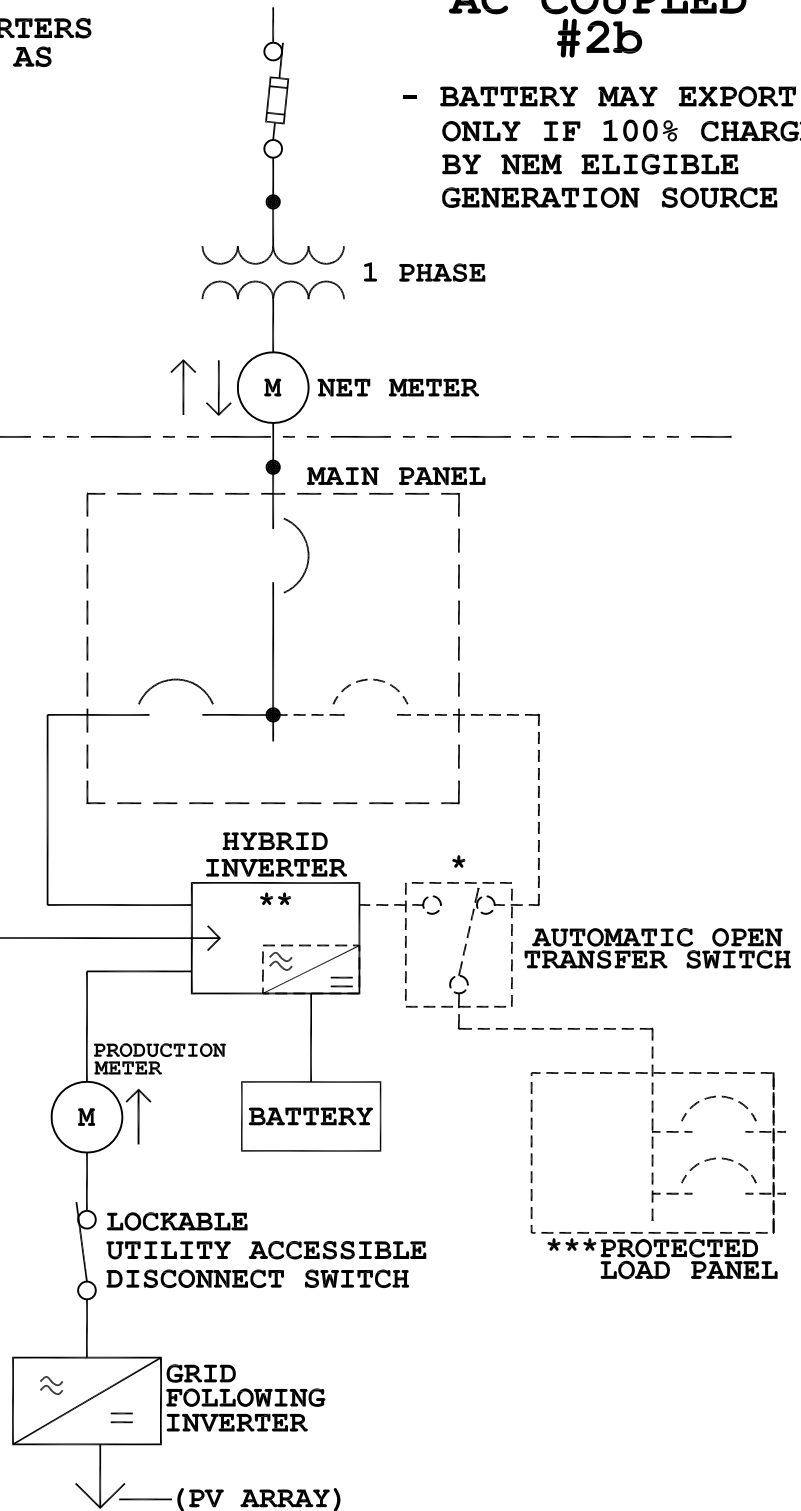 AC COUPLED
#2b
RTERS
AS
- BATTERY MAY EXPORT
ONLY IF 100% CHARG
BY NEM ELIGIBLE
GENERATION SOURCE
1 PHASE
M NET METER
MAIN PANEL
HYBRID
INVERTER
**
*
AUTOMATIC OPEN
TRANSFER SWITCH
PRODUCTION
METER
M
BATTERY
LOCKABLE
UTILITY ACCESSIBLE
DISCONNECT SWITCH
***PROTECTED
LOAD PANEL
GRID
FOLLOWING
INVERTER
(PV ARRAY)